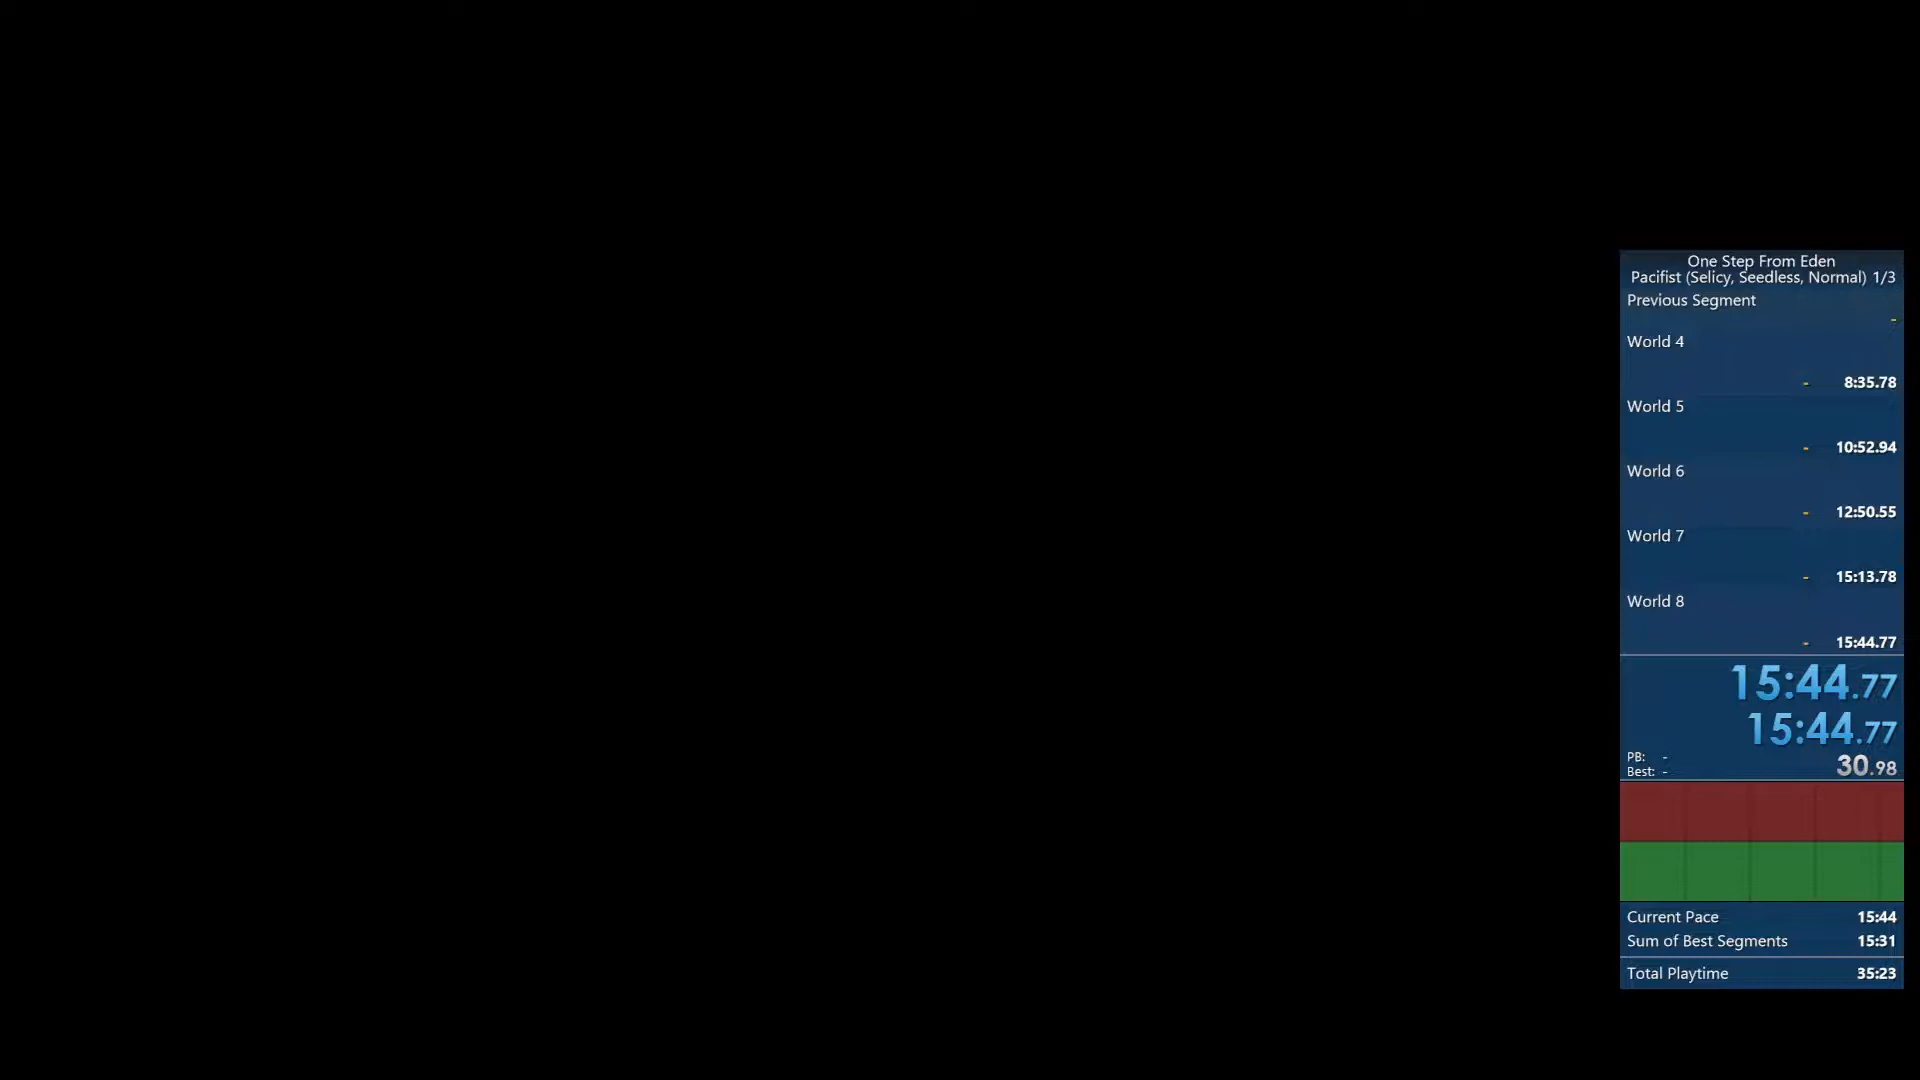 One Step From Eden
Pacifist (Selicy, Seedless, Normal) 1/3
Previous Segment
-
World 4
- 8:35.78
World 5
- 10:52.94
World 6
- 12:50.55
World 7
- 15:13.78
World 8
- 15:44.77
15:44.77
15:44.77
PB: -
Best: - 30.98
Current Pace 15:44
Sum of Best Segments 15:31
Total Playtime 35:23